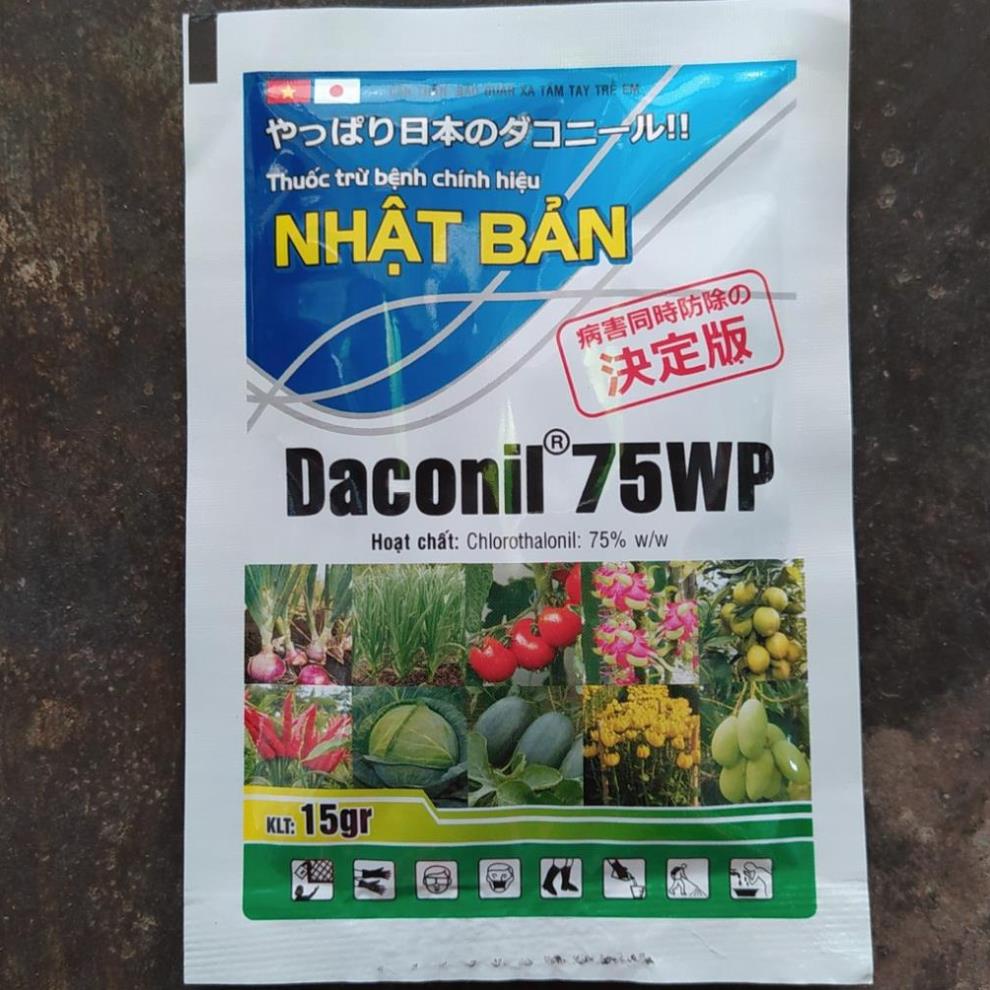 やっぱり日本のダコニール!!
Thuốc trừ bệnh chính hiệu
NHẬT BẢN
病害同時防除の
決定版
Daconil® 75WP
Hoạt chất: Chlorothalonil: 75% w/w
KLT: 15gr